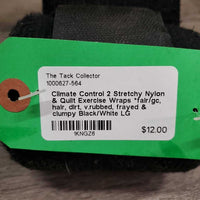 The Tack Collector
1000627-564
Climate Control 2 Stretchy Nylon
& Quilt Exercise Wraps *fair/gc,
hair, dirt, v.rubbed, frayed &
clumpy Black/White LG
1KNGZ6
$12.00